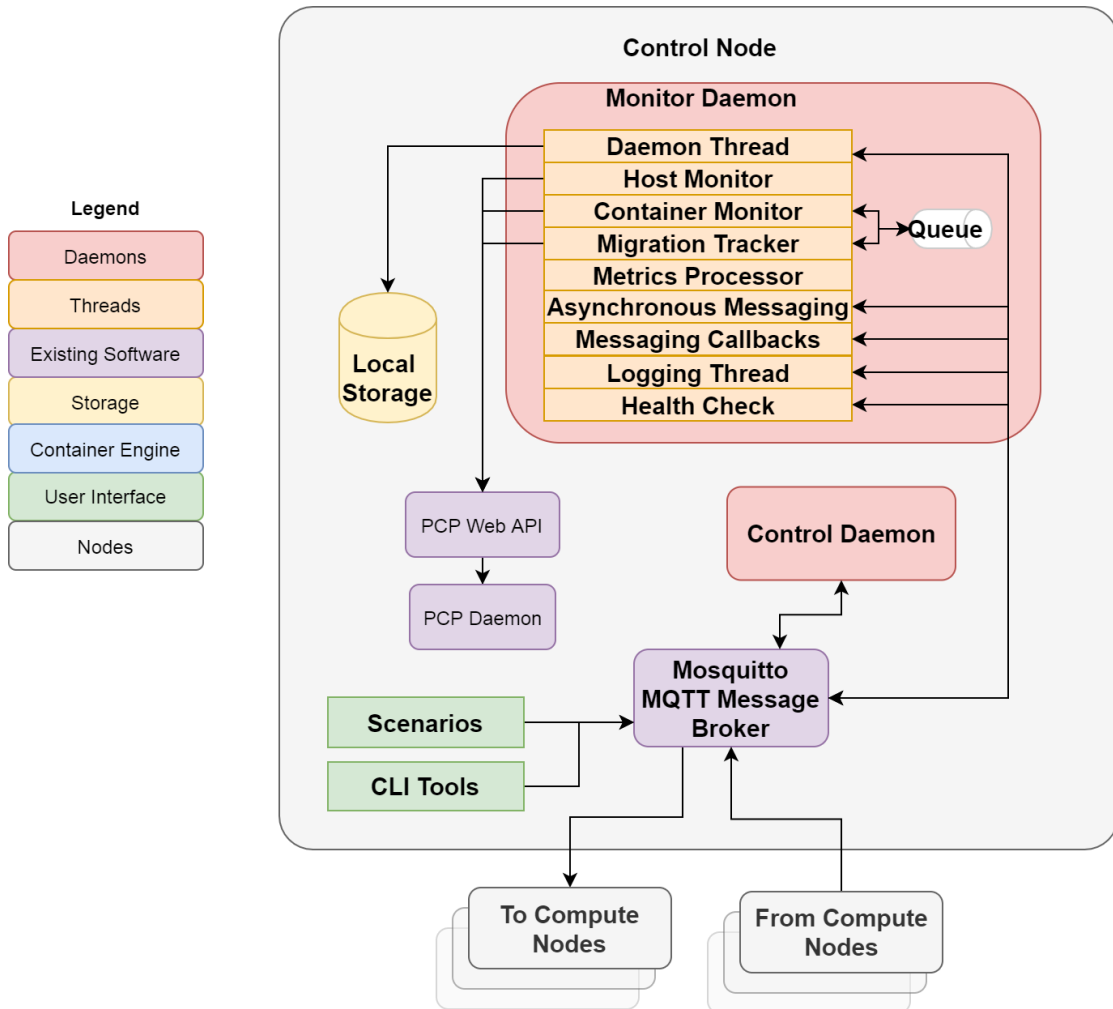 Control Node
Monitor Daemon
Daemon Thread
Host Monitor
Container Monitor
Migration Tracker
Metrics Processor
Asynchronous Messaging
Messaging Callbacks
Logging Thread
Health Check
Queue
Local
Storage
Legend
Daemons
Threads
Existing Software
Storage
Container Engine
User Interface
Nodes
PCP Web API
PCP Daemon
Control Daemon
Mosquitto
MQTT Message
Broker
Scenarios
CLI Tools
To Compute
Nodes
From Compute
Nodes